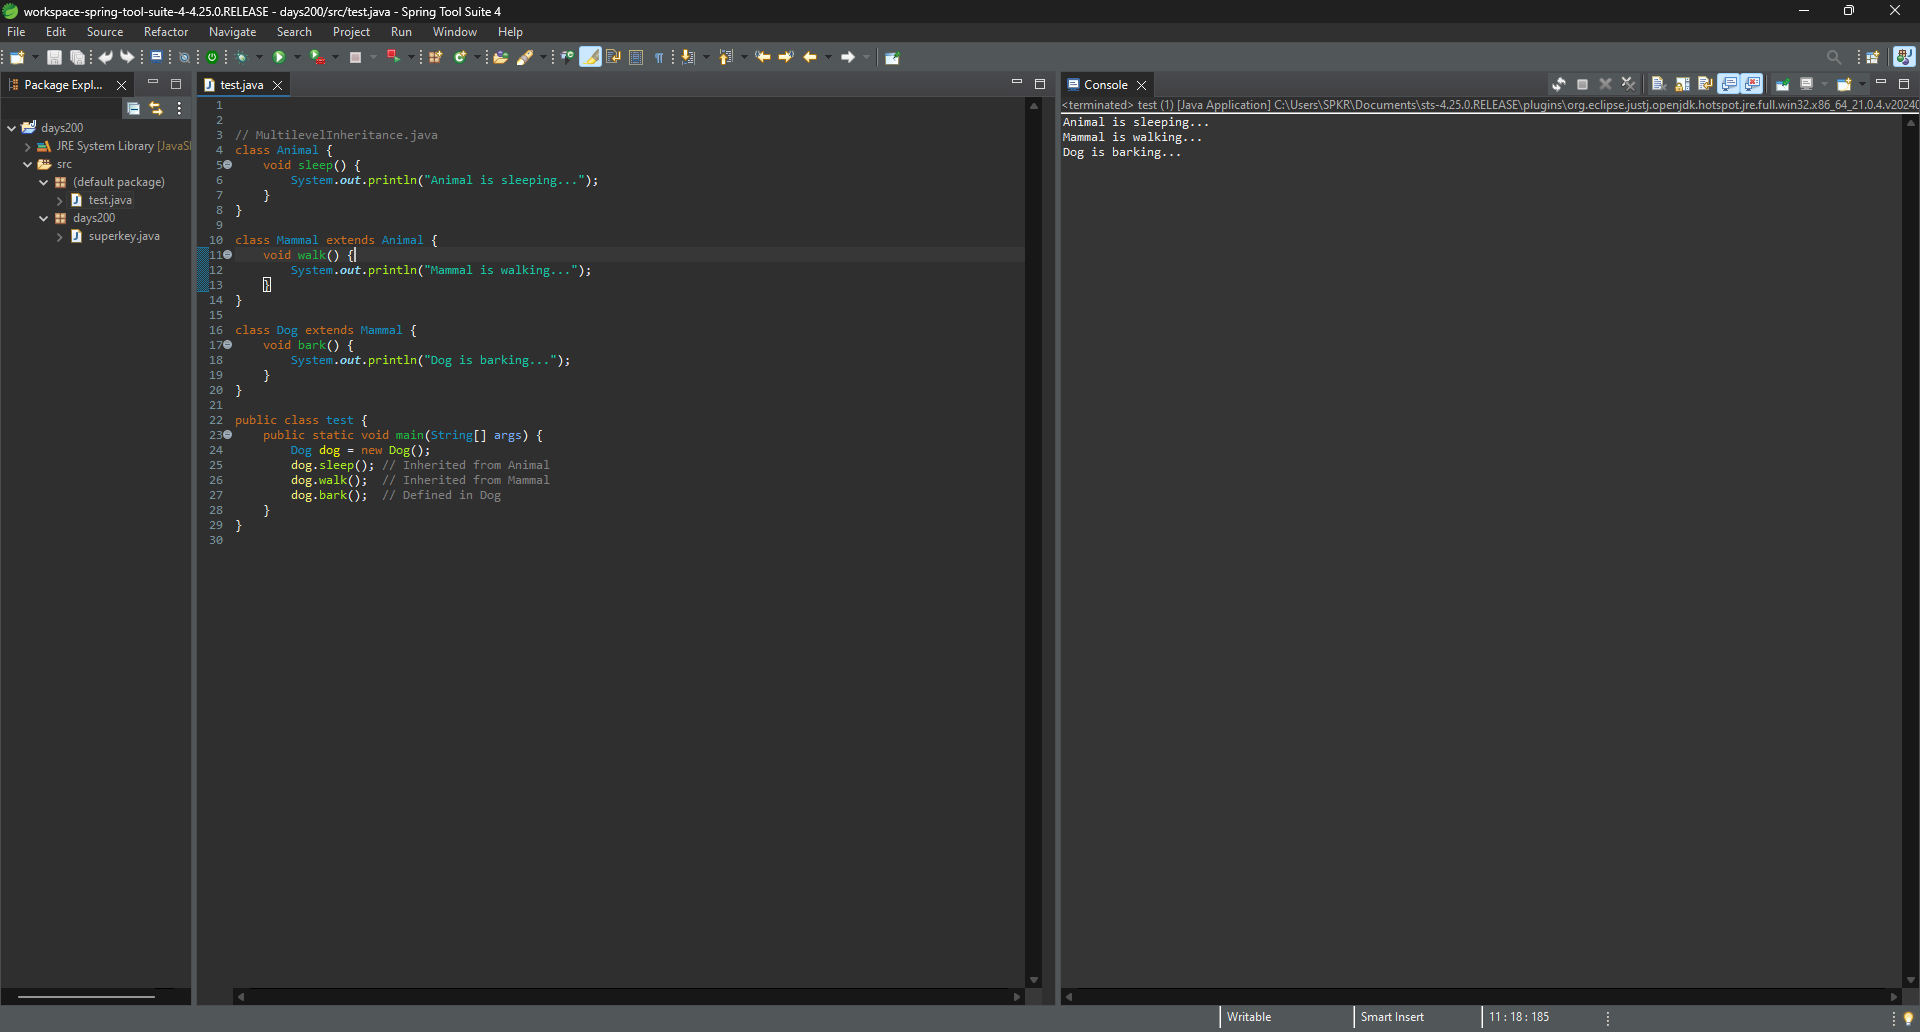 workspace-spring-tool-suite-4-4.25.0.RELEASE - days200/src/test.java - Spring Tool Suite 4
File Edit Source Refactor Navigate Search Project Run Window Help
Package Expl...
days200
JRE System Library [JavaS
src
(default package)
test.java
days200
superkey.java
test.java
1
2
3 // MultilevelInheritance.java
4 class Animal {
5 void sleep() {
6 System.out.println("Animal is sleeping...");
7 }
8 }
9
10 class Mammal extends Animal {
11 void walk() {
12 System.out.println("Mammal is walking...");
13 }
14 }
15
16 class Dog extends Mammal {
17 void bark() {
18 System.out.println("Dog is barking...");
19 }
20 }
21
22 public class test {
23 public static void main(String[] args) {
24 Dog dog = new Dog();
25 dog.sleep(); // Inherited from Animal
26 dog.walk();  // Inherited from Mammal
27 dog.bark();  // Defined in Dog
28 }
29 }
30
Console
<terminated> test (1) [Java Application] C:\Users\SPKR\Documents\sts-4.25.0.RELEASE\plugins\org.eclipse.justj.openjdk.hotspot.jre.full.win32.x86_64_21.0.4.v20240
Animal is sleeping...
Mammal is walking...
Dog is barking...
Writable
Smart Insert
11 : 18 : 185